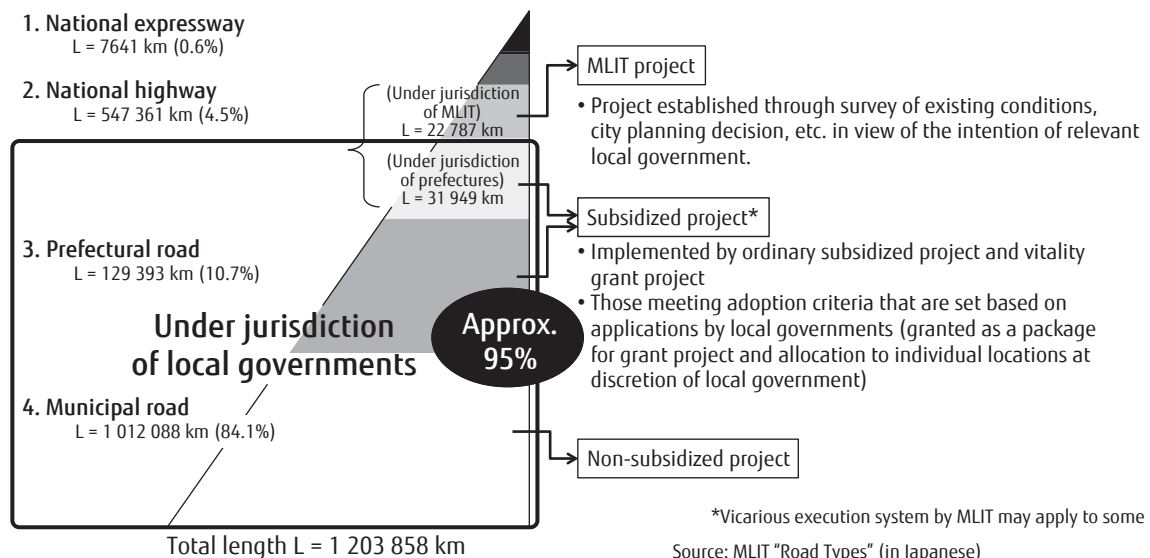 1. National expressway
L = 7641 km (0.6%)
2. National highway
L = 547 361 km (4.5%)
(Under jurisdiction
of MLIT)
L = 22 787 km
(Under jurisdiction
of prefectures)
L = 31 949 km
3. Prefectural road
L = 129 393 km (10.7%)
Under jurisdiction
of local governments
Approx.
95%
4. Municipal road
L = 1 012 088 km (84.1%)
Total length L = 1 203 858 km
MLIT project
• Project established through survey of existing conditions,
city planning decision, etc. in view of the intention of relevant
local government.
Subsidized project*
• Implemented by ordinary subsidized project and vitality
grant project
• Those meeting adoption criteria that are set based on
applications by local governments (granted as a package
for grant project and allocation to individual locations at
discretion of local government)
Non-subsidized project
*Vicarious execution system by MLIT may apply to some
Source: MLIT "Road Types" (in Japanese)